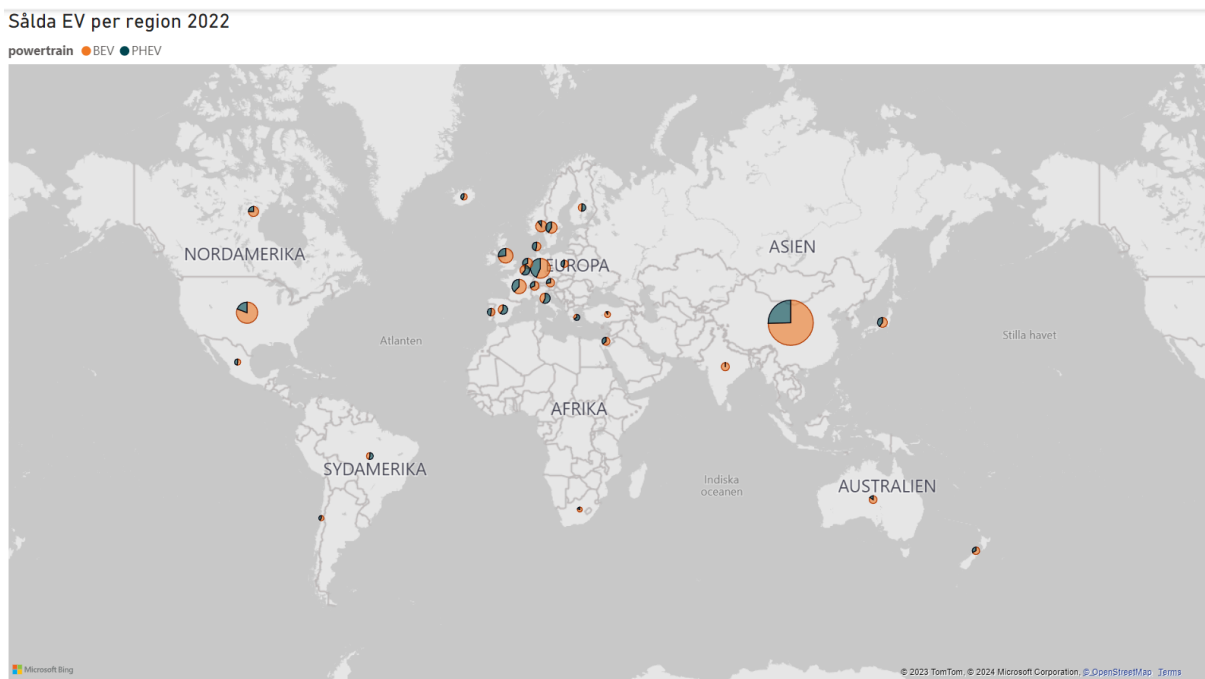 Sålda EV per region 2022
powertrain BEV PHEV
NORDAMERIKA
ASIEN
EUROPA
Atlanten
Stilla havet
AFRIKA
SYDAMERIKA
Indiska
oceanen
AUSTRALIEN
Microsoft Bing
© 2023 TomTom, © 2024 Microsoft Corporation, © OpenStreetMap Terms